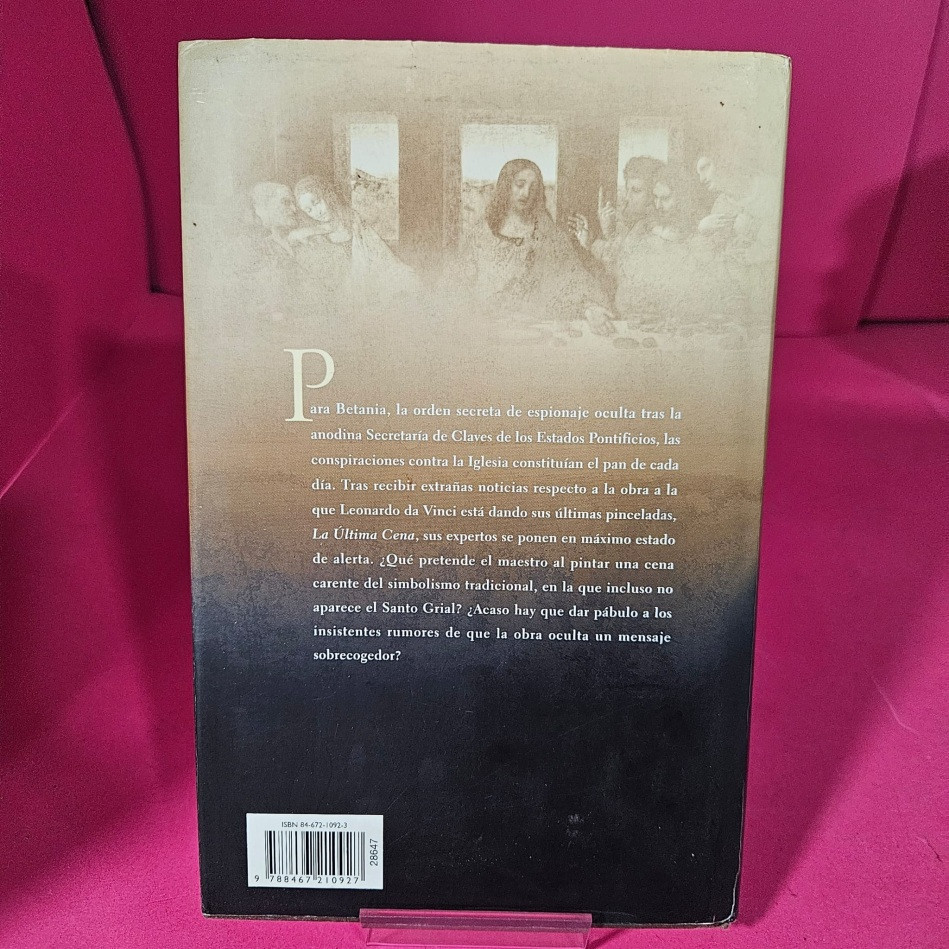 Para Betania, la orden secreta de espionaje oculta tras la
anodina Secretaría de Claves de los Estados Pontificios, las
conspiraciones contra la Iglesia constituían el pan de cada
día. Tras recibir extrañas noticias respecto a la obra a la
que Leonardo da Vinci está dando sus últimas pinceladas,
La Última Cena, sus expertos se ponen en máximo estado
de alerta. ¿Qué pretende el maestro al pintar una cena
carente del simbolismo tradicional, en la que incluso no
aparece el Santo Grial? ¿Acaso hay que dar pábulo a los
insistentes rumores de que la obra oculta un mensaje
sobrecogedor?
ISBN 84-672-1092-3
9 788467 210927
28647